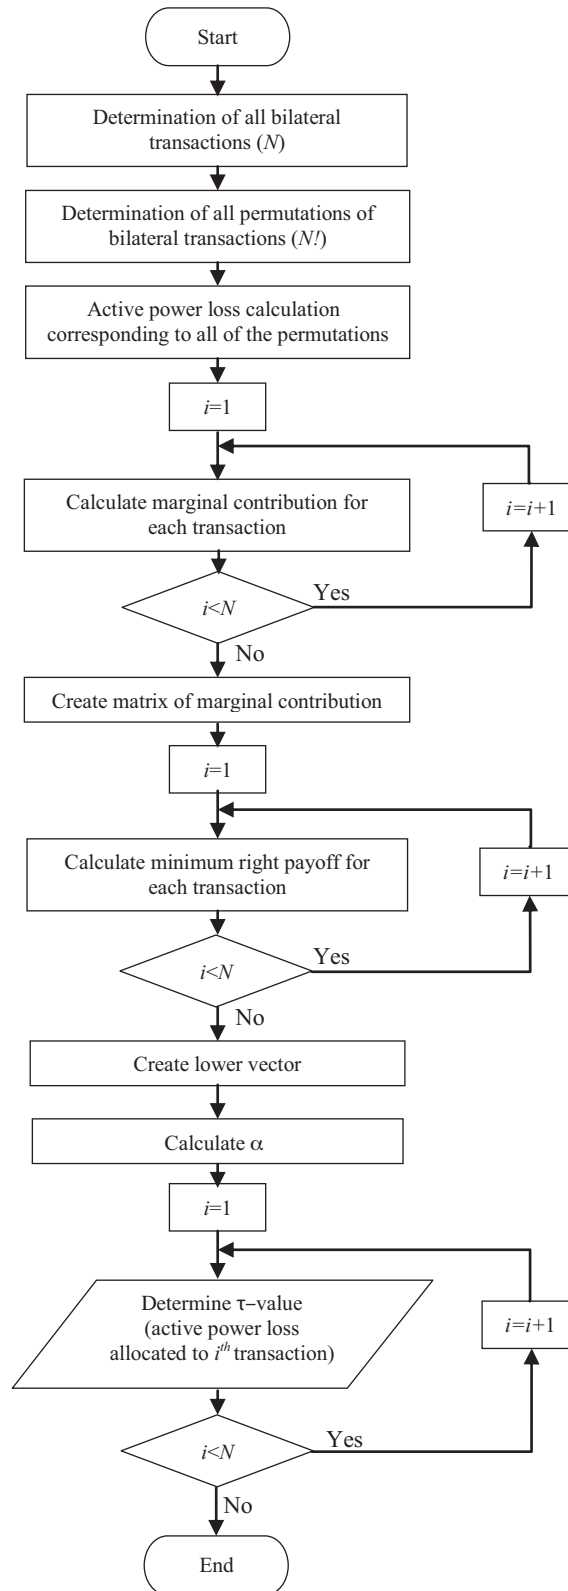 Start
Determination of all bilateral
transactions (N)
Determination of all permutations of
bilateral transactions (N!)
Active power loss calculation
corresponding to all of the permutations
i=1
Calculate marginal contribution for
each transaction
i=i+1
i<N
Yes
No
Create matrix of marginal contribution
i=1
Calculate minimum right payoff for
each transaction
i=i+1
i<N
Yes
No
Create lower vector
Calculate α
i=1
Determine τ–value
(active power loss
allocated to iᵗʰ transaction)
i=i+1
i<N
Yes
No
End